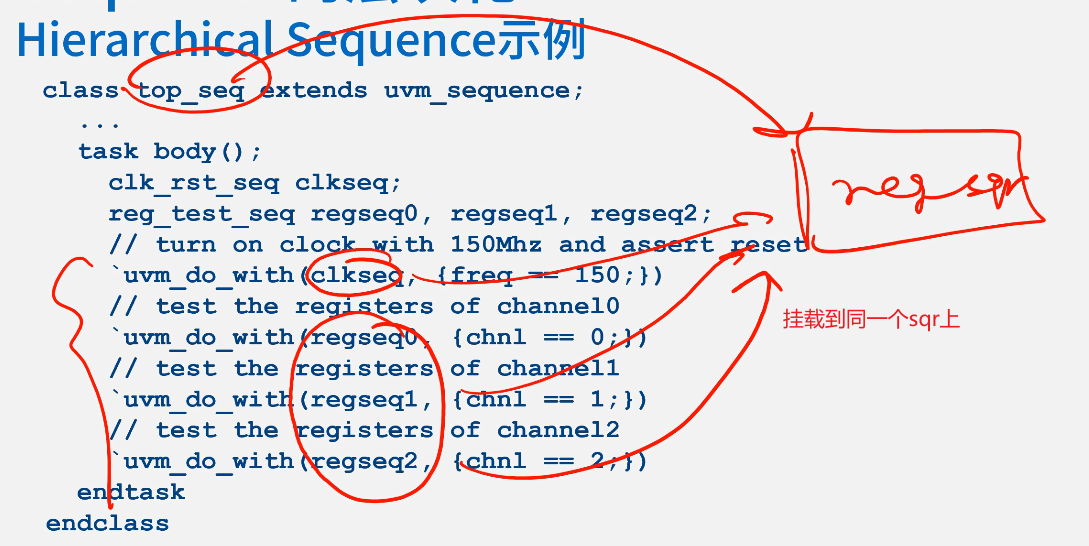 Hierarchical Sequence示例
class top_seq extends uvm_sequence;
...
task body();
clk_rst_seq clkseq;
reg_test_seq regseq0, regseq1, regseq2;
// turn on clock with 150Mhz and assert reset
`uvm_do_with(clkseq, {freq == 150;})
// test the registers of channel0
`uvm_do_with(regseq0, {chnl == 0;})
// test the registers of channel1
`uvm_do_with(regseq1, {chnl == 1;})
// test the registers of channel2
`uvm_do_with(regseq2, {chnl == 2;})
endtask
endclass
reg sqr
挂载到同一个sqr上